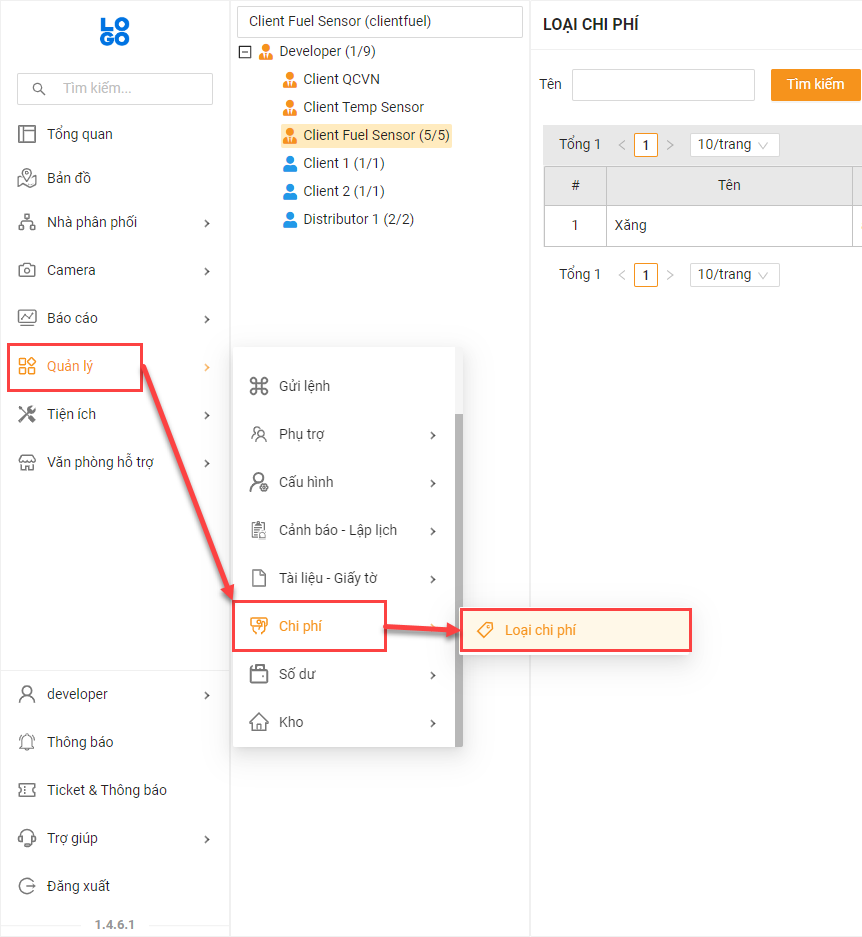 LO
GO
Tìm kiếm...
Tổng quan
Bản đồ
Nhà phân phối
Camera
Báo cáo
Quản lý
Tiện ích
Văn phòng hỗ trợ
developer
Thông báo
Ticket & Thông báo
Trợ giúp
Đăng xuất
1.4.6.1
Client Fuel Sensor (clientfuel)
Developer (1/9)
Client QCVN
Client Temp Sensor
Client Fuel Sensor (5/5)
Client 1 (1/1)
Client 2 (1/1)
Distributor 1 (2/2)
Gửi lệnh
Phụ trợ
Cấu hình
Cảnh báo - Lập lịch
Tài liệu - Giấy tờ
Chi phí
Số dư
Kho
Loại chi phí
LOẠI CHI PHÍ
Tên Tìm kiếm
Tổng 1 < 1 > 10/trang
# Tên
1 Xăng
Tổng 1 < 1 > 10/trang